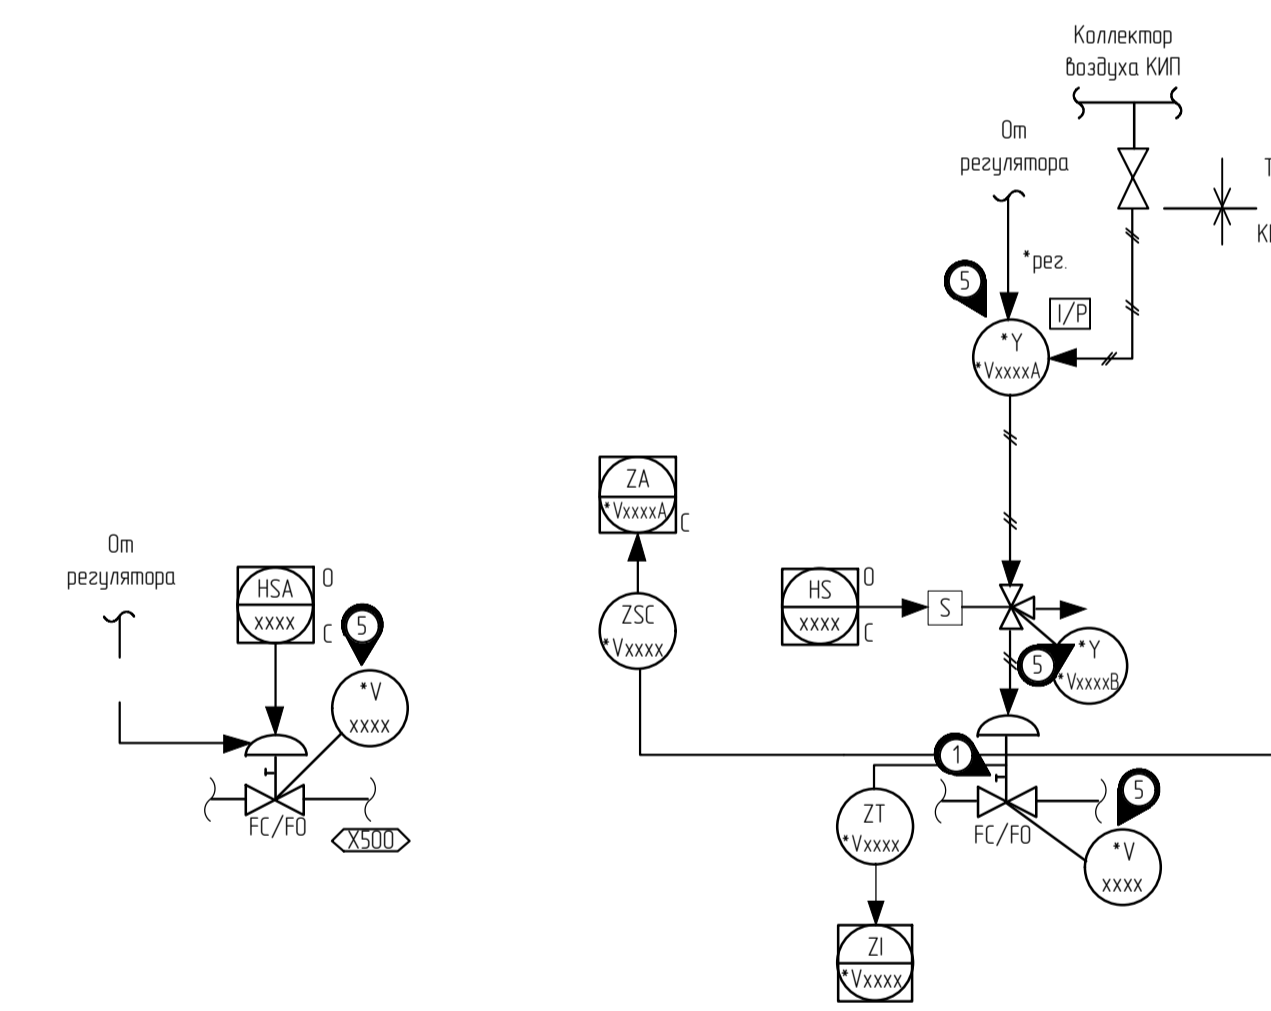 Коллектор
воздуха КИП
От
регулятора
*рег.
5
I/P
*Y
*VxxxxA
ZA
*VxxxxA
C
От
регулятора
HSA
xxxx
O
C
5
*V
xxxx
FC/FO
X500
ZSC
*Vxxxx
HS
xxxx
O
C
S
5
*Y
*VxxxxB
1
ZT
*Vxxxx
FC/FO
5
*V
xxxx
ZI
*Vxxxx